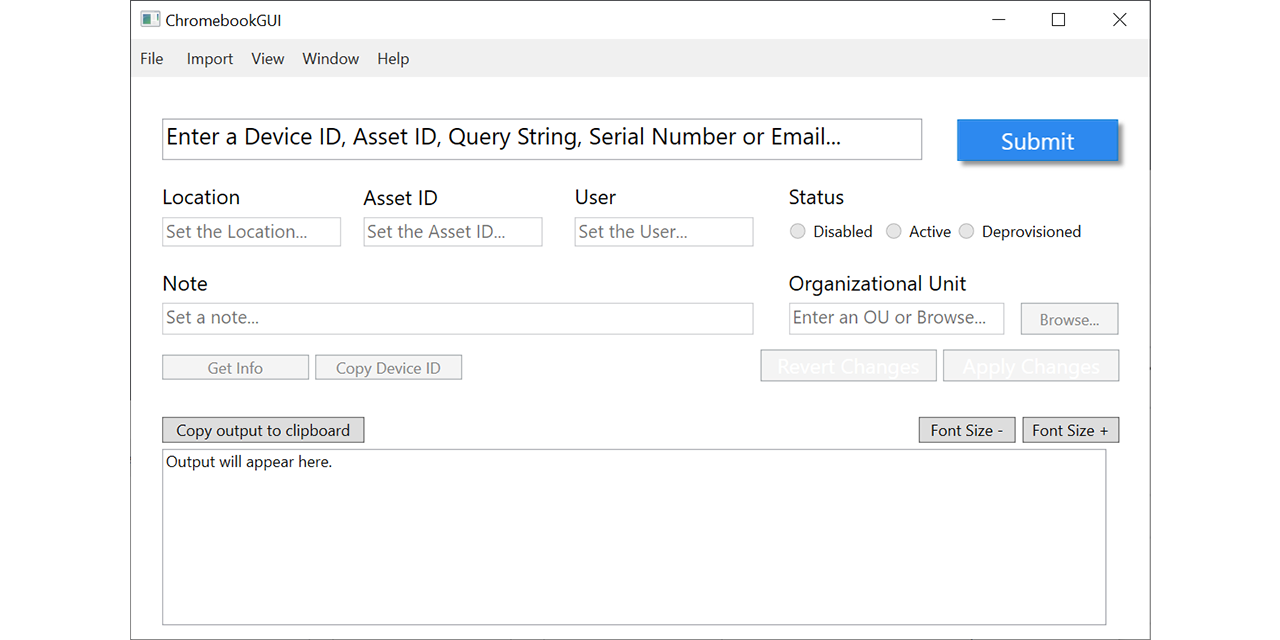 ChromebookGUI
File Import View Window Help
Enter a Device ID, Asset ID, Query String, Serial Number or Email...
Submit
Location Asset ID User Status
Set the Location... Set the Asset ID... Set the User... Disabled Active Deprovisioned
Note Organizational Unit
Set a note... Enter an OU or Browse... Browse...
Get Info Copy Device ID Revert Changes Apply Changes
Copy output to clipboard Font Size - Font Size +
Output will appear here.